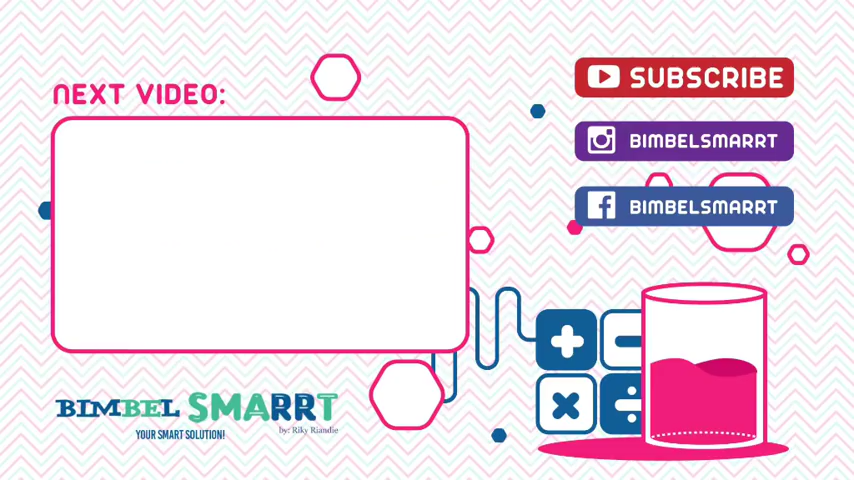 NEXT VIDEO:
SUBSCRIBE
BIMBELSMARRT
BIMBELSMARRT
BIMBEL SMARRT
by: Riky Riandie
YOUR SMART SOLUTION!